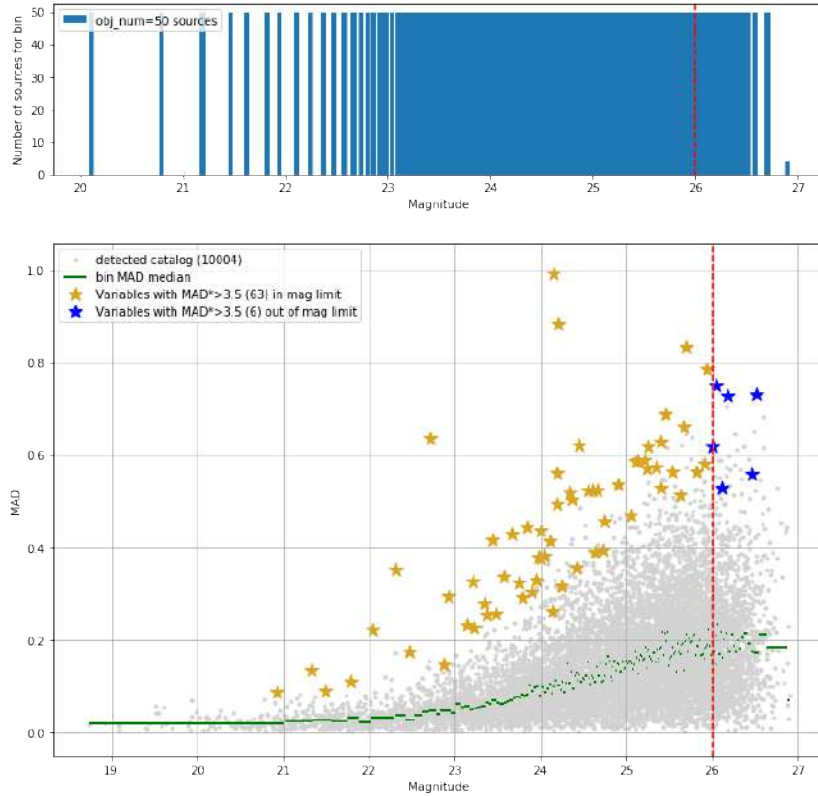 50
40
30
20
10
0
Number of sources for bin
obj_num=50 sources
20 21 22 23 24 25 26 27
Magnitude
1.0
0.8
0.6
0.4
0.2
0.0
MAD
detected catalog (10004)
bin MAD median
Variables with MAD*>3.5 (63) in mag limit
Variables with MAD*>3.5 (6) out of mag limit
19 20 21 22 23 24 25 26 27
Magnitude